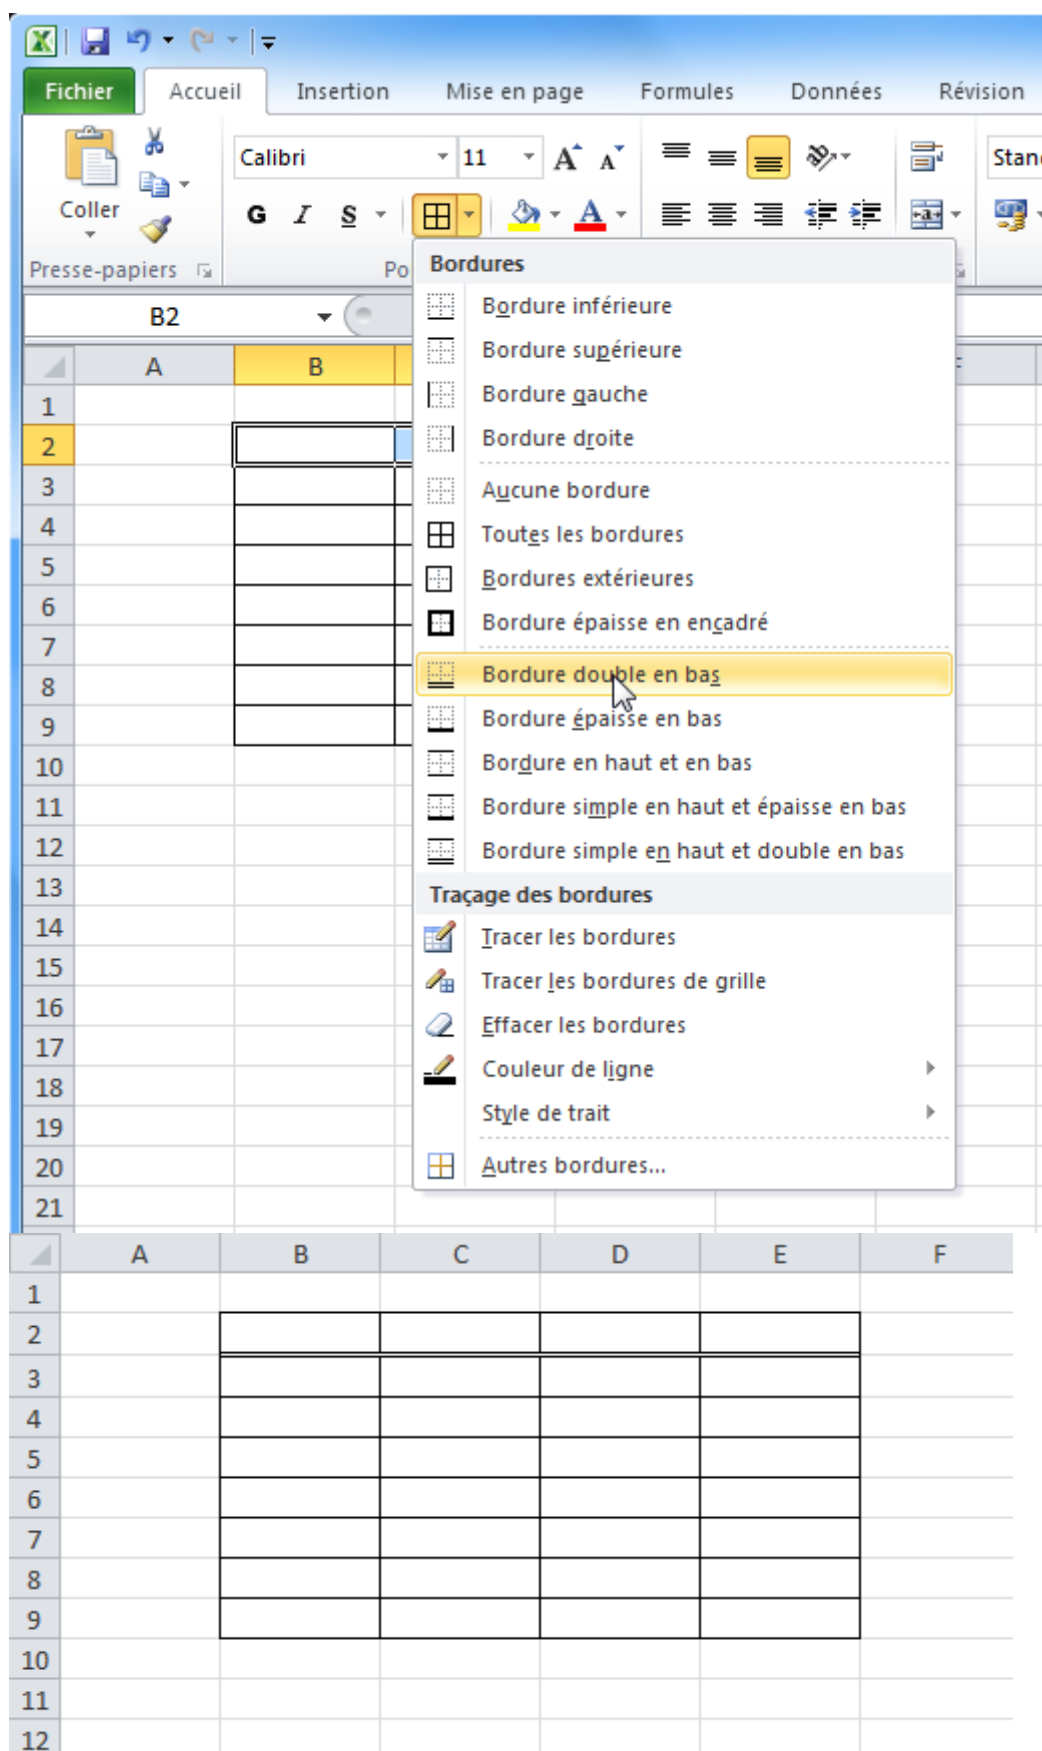 Fichier Accueil Insertion Mise en page Formules Données Révision
Calibri 11 A A
Coller G I S A
Presse-papiers
Bordures
B2
Bordure inférieure
Bordure supérieure
Bordure gauche
Bordure droite
Aucune bordure
Toutes les bordures
Bordures extérieures
Bordure épaisse en encadré
Bordure double en bas
Bordure épaisse en bas
Bordure en haut et en bas
Bordure simple en haut et épaisse en bas
Bordure simple en haut et double en bas
Traçage des bordures
Tracer les bordures
Tracer les bordures de grille
Effacer les bordures
Couleur de ligne
Style de trait
Autres bordures...
A B
1
2
3
4
5
6
7
8
9
10
11
12
13
14
15
16
17
18
19
20
21
A B C D E F
1
2
3
4
5
6
7
8
9
10
11
12